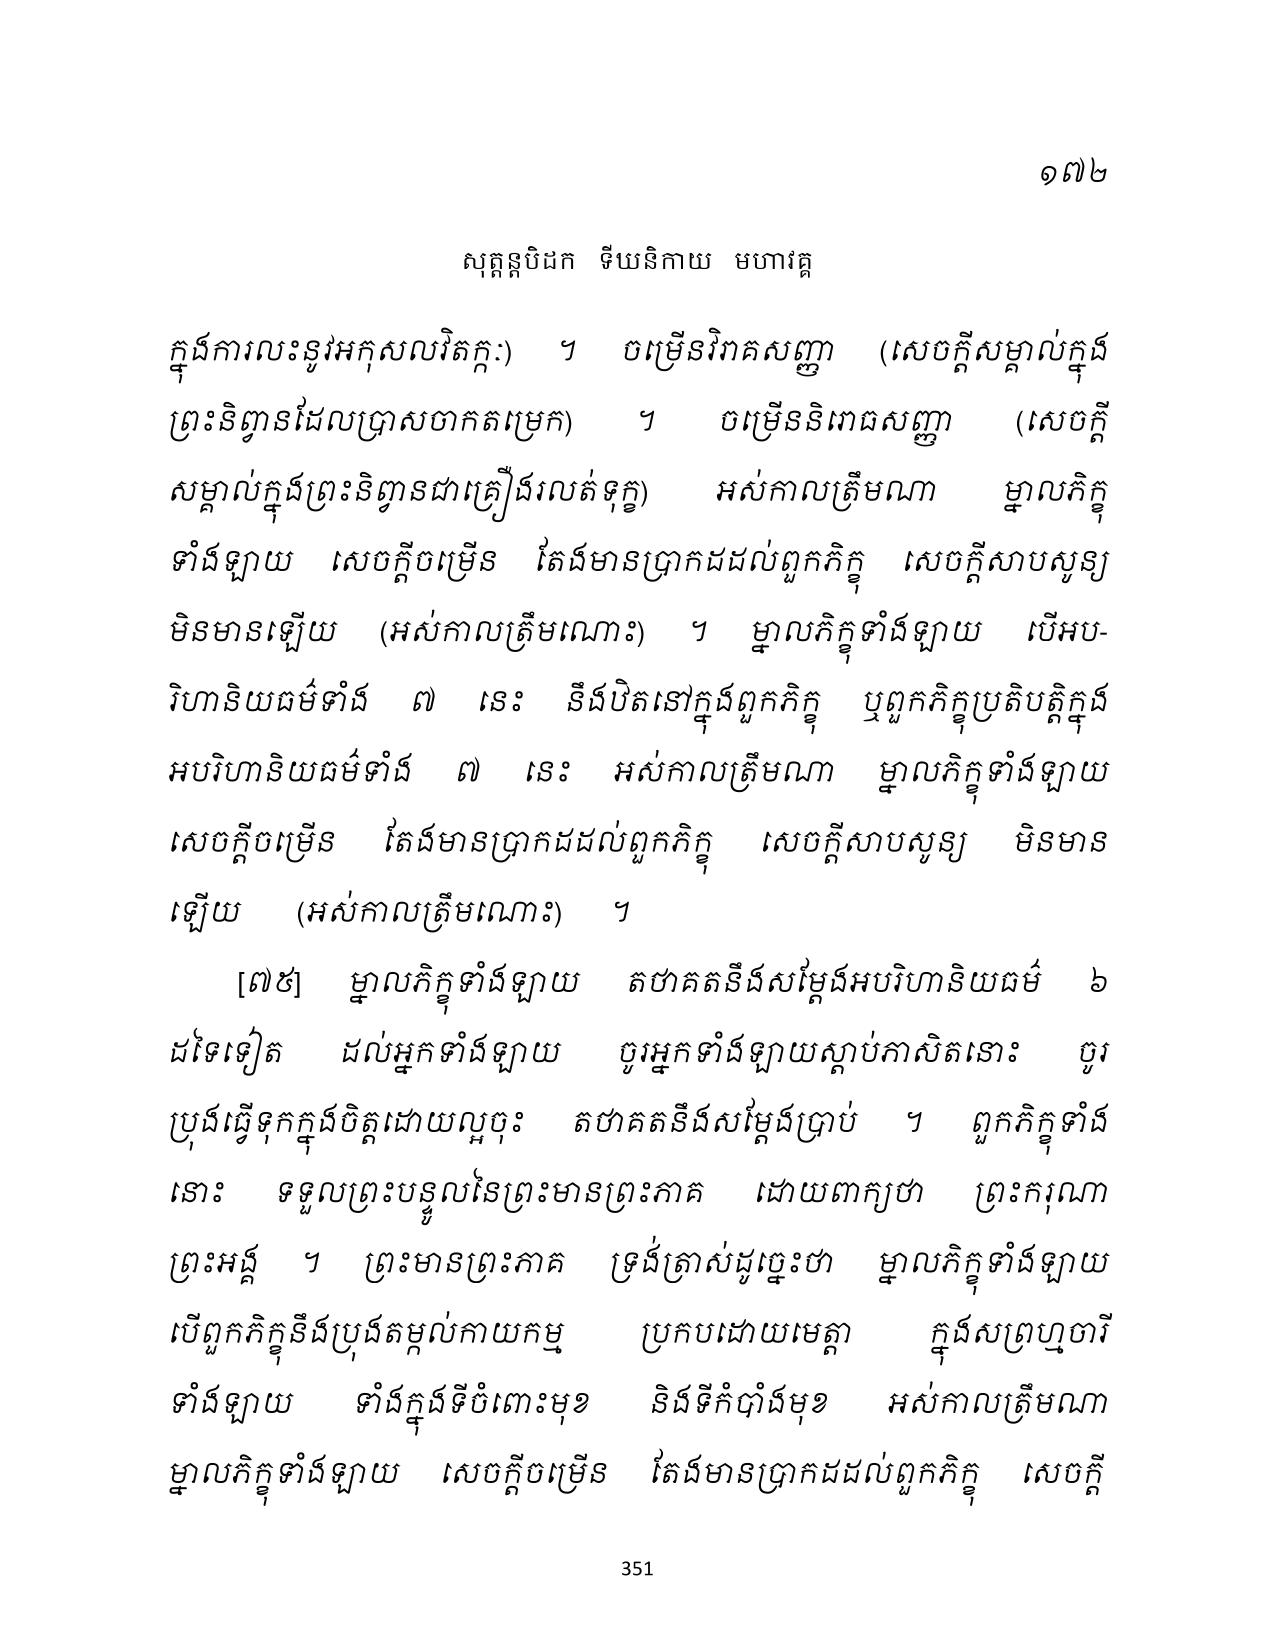 ១៧២
សុត្តន្តបិដក ទីឃនិកាយ មហាវគ្គ
ក្នុងការលះនូវអកុសលវិតក្កៈ) ។ ចម្រើនវិរាគសញ្ញា (សេចក្តីសម្គាល់ក្នុង
ព្រះនិព្វានដែលប្រាសចាកតម្រេក) ។ ចម្រើននិរោធសញ្ញា (សេចក្តី
សម្គាល់ក្នុងព្រះនិព្វានជាគ្រឿងរលត់ទុក្ខ) អស់កាលត្រឹមណា ម្នាលភិក្ខុ
ទាំងឡាយ សេចក្តីចម្រើន តែងមានប្រាកដដល់ពួកភិក្ខុ សេចក្តីសាបសូន្យ
មិនមានឡើយ (អស់កាលត្រឹមណោះ) ។ ម្នាលភិក្ខុទាំងឡាយ បើអប-
រិហានិយធម៌ទាំង ៧ នេះ នឹងឋិតនៅក្នុងពួកភិក្ខុ ឬពួកភិក្ខុប្រតិបត្តិក្នុង
អបរិហានិយធម៌ទាំង ៧ នេះ អស់កាលត្រឹមណា ម្នាលភិក្ខុទាំងឡាយ
សេចក្តីចម្រើន តែងមានប្រាកដដល់ពួកភិក្ខុ សេចក្តីសាបសូន្យ មិនមាន
ឡើយ (អស់កាលត្រឹមណោះ) ។
[៧៥] ម្នាលភិក្ខុទាំងឡាយ តថាគតនឹងសម្តែងអបរិហានិយធម៌ ៦
ដទៃទៀត ដល់អ្នកទាំងឡាយ ចូរអ្នកទាំងឡាយស្តាប់ភាសិតនោះ ចូរ
ប្រុងធ្វើទុកក្នុងចិត្តដោយល្អចុះ តថាគតនឹងសម្តែងប្រាប់ ។ ពួកភិក្ខុទាំង
នោះ ទទួលព្រះបន្ទូលនៃព្រះមានព្រះភាគ ដោយពាក្យថា ព្រះករុណា
ព្រះអង្គ ។ ព្រះមានព្រះភាគ ទ្រង់ត្រាស់ដូច្នេះថា ម្នាលភិក្ខុទាំងឡាយ
បើពួកភិក្ខុនឹងប្រុងតម្កល់កាយកម្ម ប្រកបដោយមេត្តា ក្នុងសព្រហ្មចារី
ទាំងឡាយ ទាំងក្នុងទីចំពោះមុខ និងទីកំបាំងមុខ អស់កាលត្រឹមណា
ម្នាលភិក្ខុទាំងឡាយ សេចក្តីចម្រើន តែងមានប្រាកដដល់ពួកភិក្ខុ សេចក្តី
351